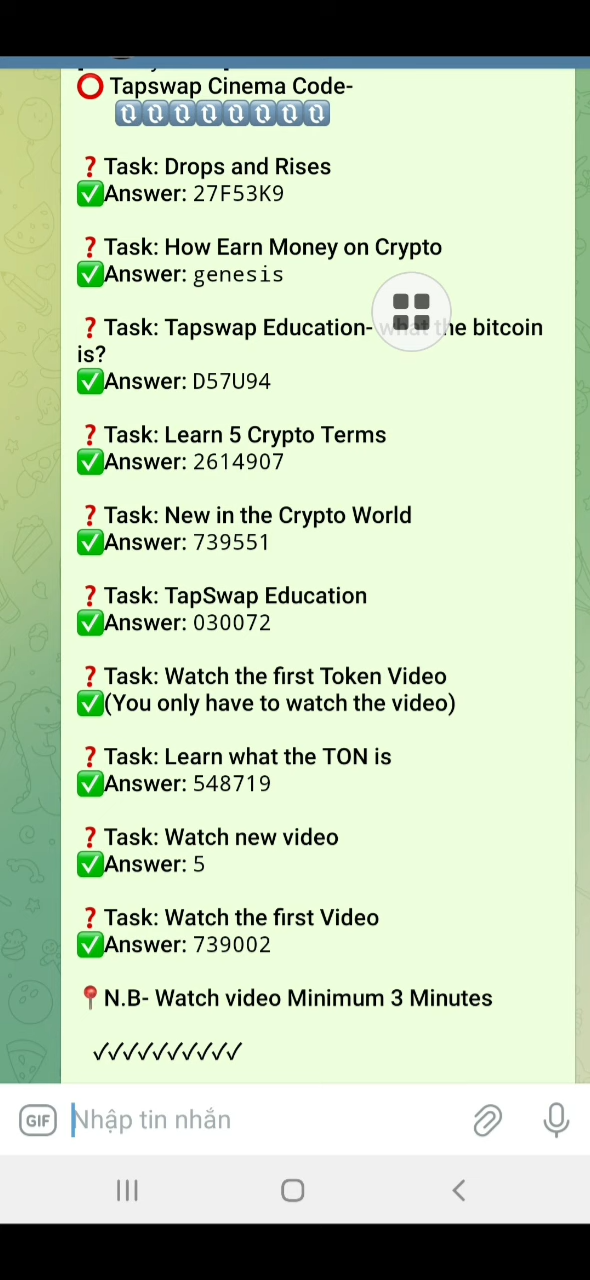 ⭕ Tapswap Cinema Code-
🔃🔃🔃🔃🔃🔃🔃🔃
❓Task: Drops and Rises
✅Answer: 27F53K9
❓Task: How Earn Money on Crypto
✅Answer: genesis
❓Task: Tapswap Education- what the bitcoin
is?
✅Answer: D57U94
❓Task: Learn 5 Crypto Terms
✅Answer: 2614907
❓Task: New in the Crypto World
✅Answer: 739551
❓Task: TapSwap Education
✅Answer: 030072
❓Task: Watch the first Token Video
✅(You only have to watch the video)
❓Task: Learn what the TON is
✅Answer: 548719
❓Task: Watch new video
✅Answer: 5
❓Task: Watch the first Video
✅Answer: 739002
📍N.B- Watch video Minimum 3 Minutes
✓✓✓✓✓✓✓✓✓✓
GIF Nhập tin nhắn